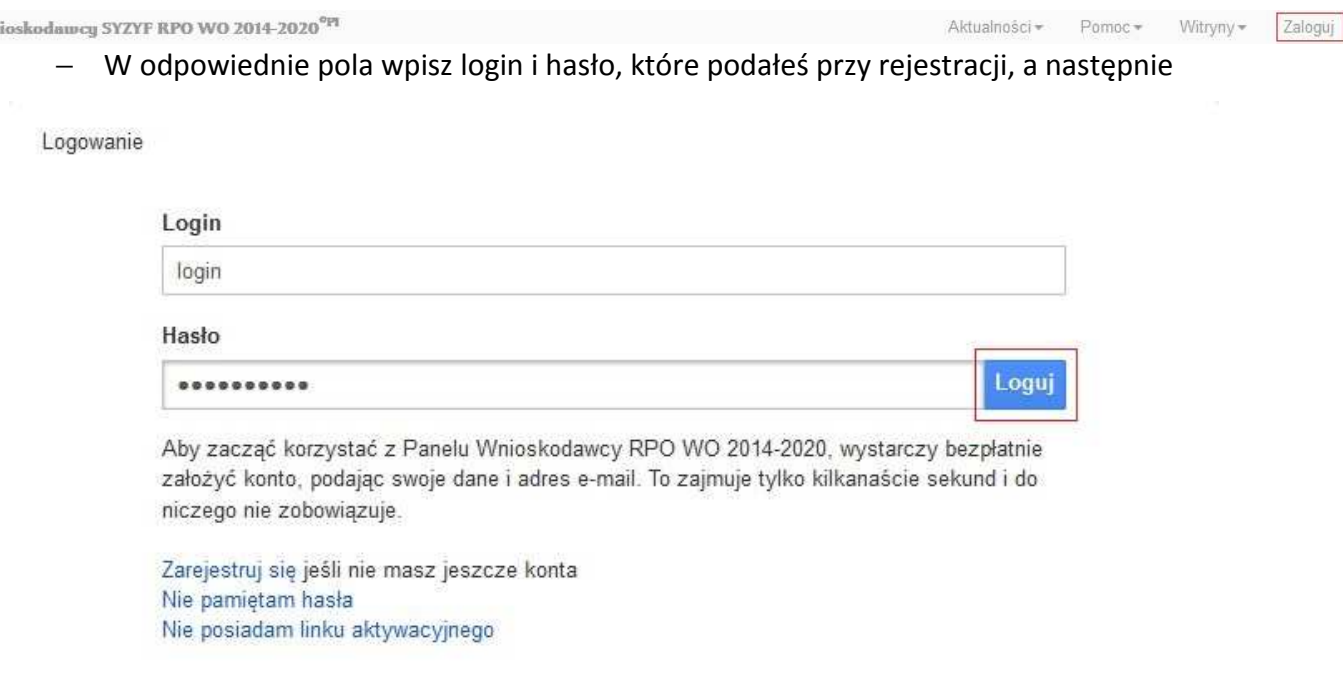 ioskodawcy SYZYF RPO WO 2014-2020 Aktualności Pomoc Witryny Zaloguj
– W odpowiednie pola wpisz login i hasło, które podałeś przy rejestracji, a następnie
Logowanie
Login
login
Hasło
●●●●●●●●●● Loguj
Aby zacząć korzystać z Panelu Wnioskodawcy RPO WO 2014-2020, wystarczy bezpłatnie
założyć konto, podając swoje dane i adres e-mail. To zajmuje tylko kilkanaście sekund i do
niczego nie zobowiązuje.
Zarejestruj się jeśli nie masz jeszcze konta
Nie pamiętam hasła
Nie posiadam linku aktywacyjnego